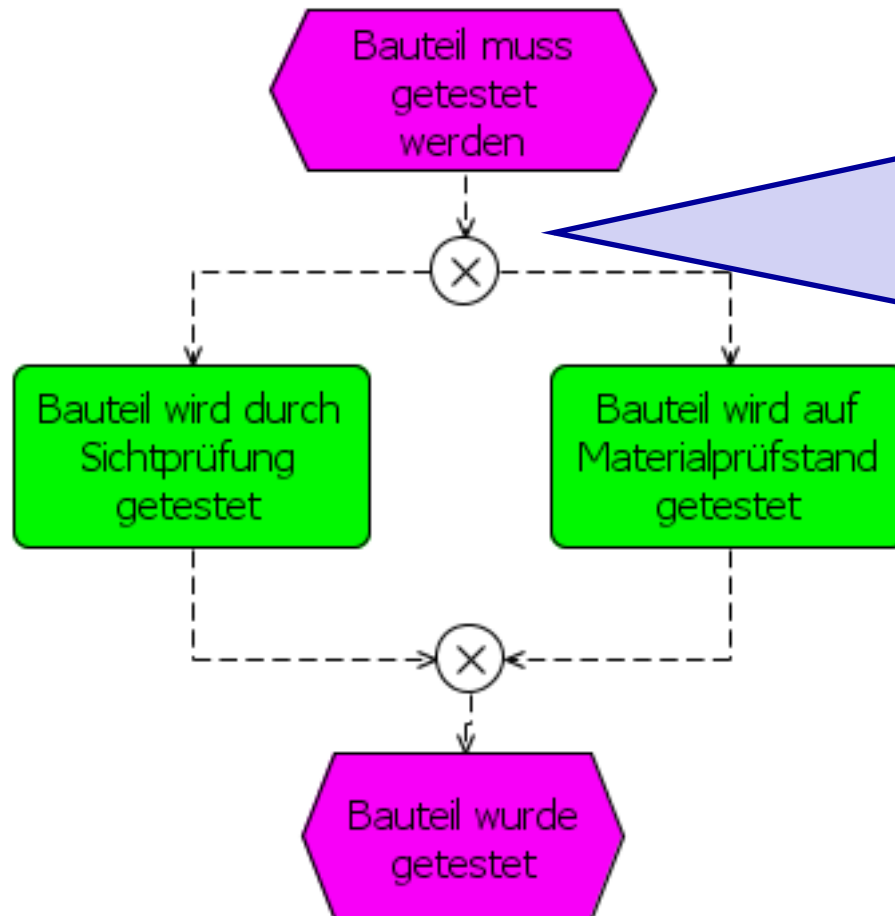 Bauteil muss
getestet
werden
Bauteil wird durch
Sichtprüfung
getestet
Bauteil wird auf
Materialprüfstand
getestet
Bauteil wurde
getestet